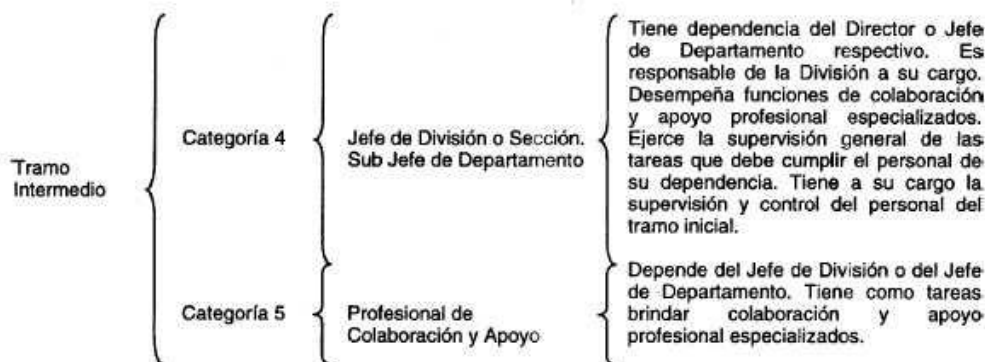 Tramo
Intermedio
Categoría 4
Jefe de División o Sección.
Sub Jefe de Departamento
Tiene dependencia del Director o Jefe
de Departamento respectivo. Es
responsable de la División a su cargo.
Desempeña funciones de colaboración
y apoyo profesional especializados.
Ejerce la supervisión general de las
tareas que debe cumplir el personal de
su dependencia. Tiene a su cargo la
supervisión y control del personal del
tramo inicial.
Categoría 5
Profesional de
Colaboración y Apoyo
Depende del Jefe de División o del Jefe
de Departamento. Tiene como tareas
brindar colaboración y apoyo
profesional especializados.